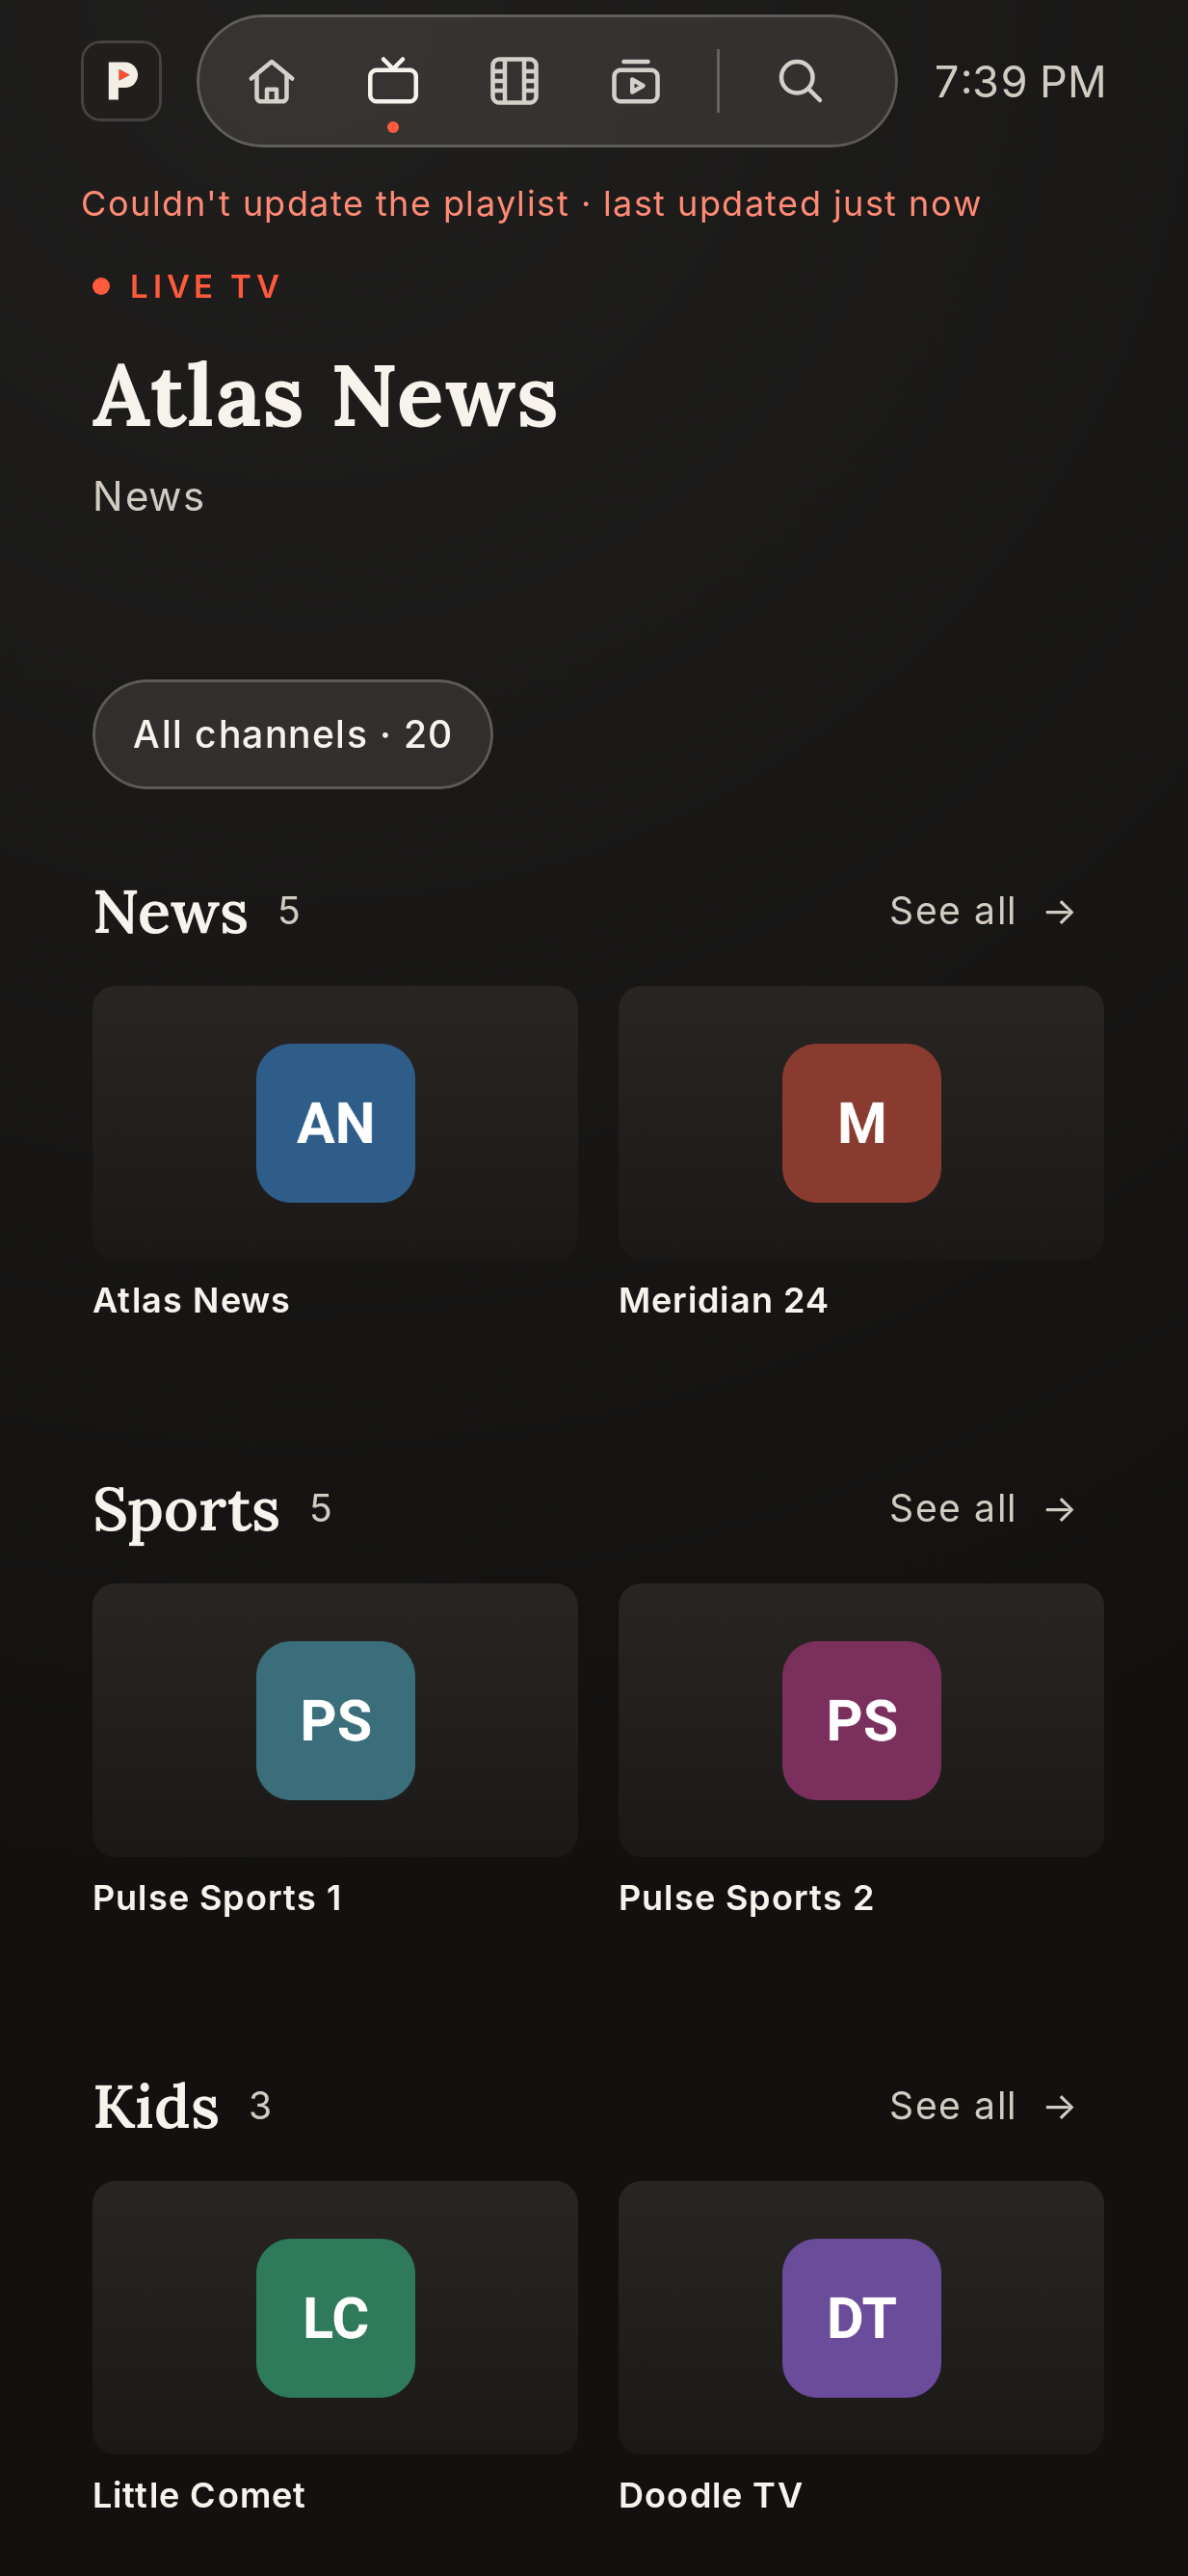 P
7:39 PM
Couldn't update the playlist · last updated just now
LIVE TV
Atlas News
News
All channels · 20
News 5 See all →
AN M
Atlas News Meridian 24
Sports 5 See all →
PS PS
Pulse Sports 1 Pulse Sports 2
Kids 3 See all →
LC DT
Little Comet Doodle TV